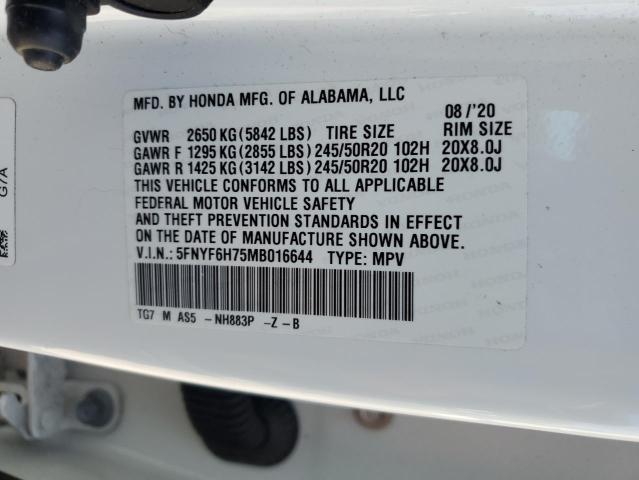 MFD. BY HONDA MFG. OF ALABAMA, LLC 08/'20
GVWR 2650 KG (5842 LBS) TIRE SIZE RIM SIZE
GAWR F 1295 KG (2855 LBS) 245/50R20 102H 20X8.0J
GAWR R 1425 KG (3142 LBS) 245/50R20 102H 20X8.0J
THIS VEHICLE CONFORMS TO ALL APPLICABLE
FEDERAL MOTOR VEHICLE SAFETY
AND THEFT PREVENTION STANDARDS IN EFFECT
ON THE DATE OF MANUFACTURE SHOWN ABOVE.
V.I.N.: 5FNYF6H75MB016644 TYPE: MPV
TG7 M AS5 -NH883P -Z-B
G7A